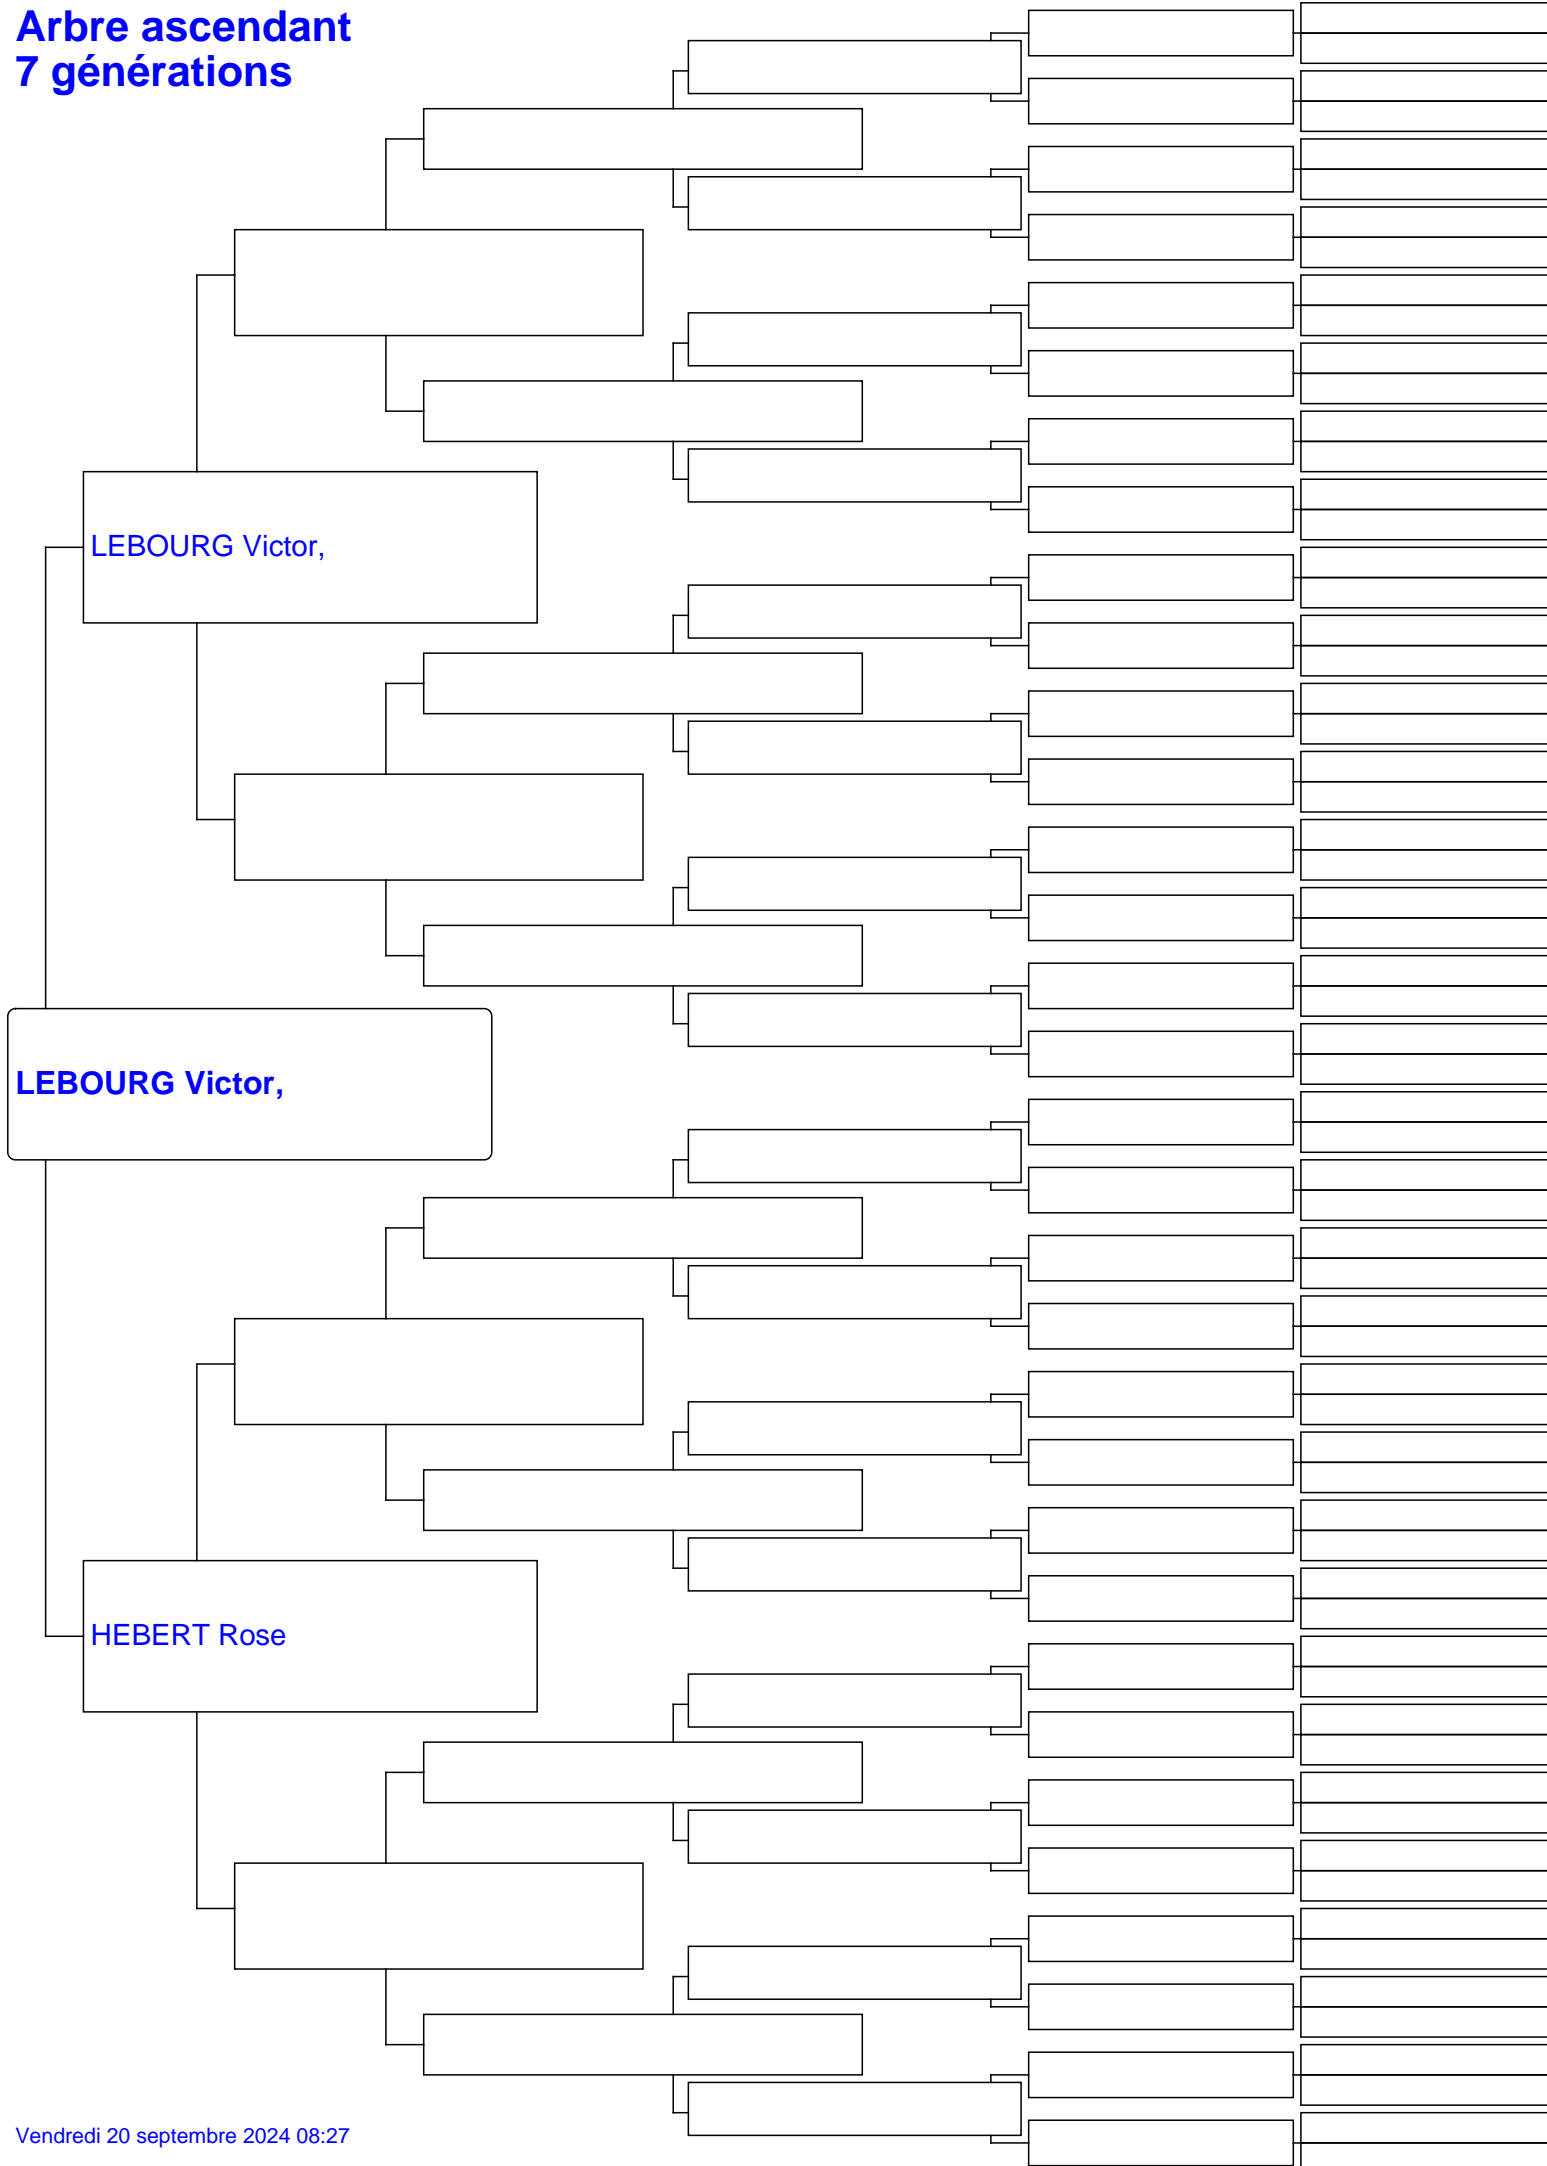 Arbre ascendant
7 générations
LEBOURG Victor,
LEBOURG Victor,
HEBERT Rose
Vendredi 20 septembre 2024 08:27